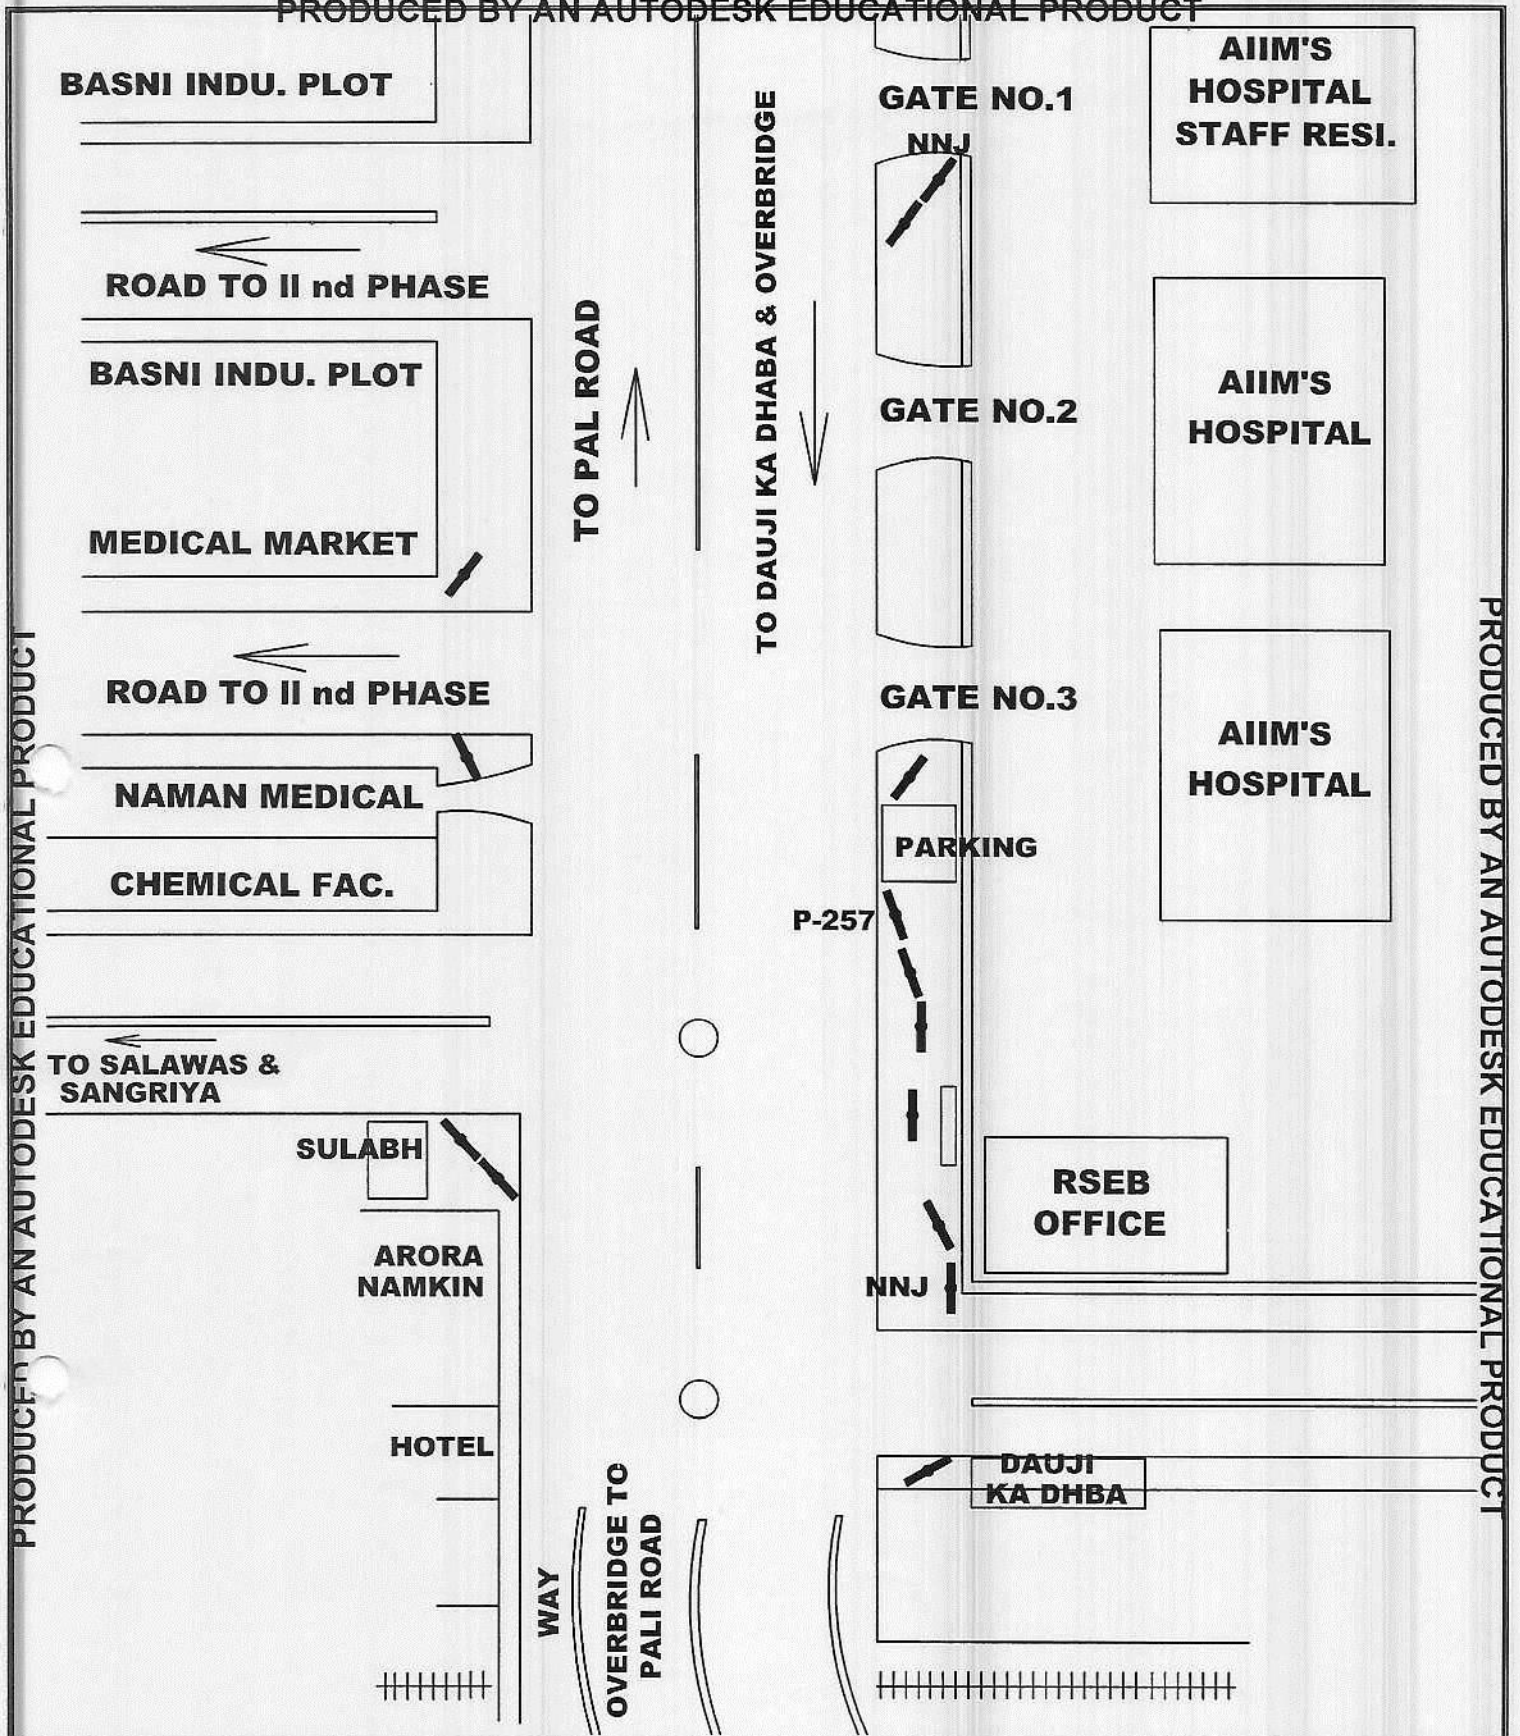 PRODUCED BY AN AUTODESK EDUCATIONAL PRODUCT
BASNI INDU. PLOT
GATE NO.1
AIIM'S
HOSPITAL
STAFF RESI.
NNJ
ROAD TO II nd PHASE
TO PAL ROAD
TO DAUJI KA DHABA & OVERBRIDGE
BASNI INDU. PLOT
GATE NO.2
AIIM'S
HOSPITAL
MEDICAL MARKET
ROAD TO II nd PHASE
GATE NO.3
AIIM'S
HOSPITAL
NAMAN MEDICAL
PARKING
CHEMICAL FAC.
P-257
TO SALAWAS &
SANGRIYA
SULABH
RSEB
OFFICE
ARORA
NAMKIN
NNJ
HOTEL
DAUJI
KA DHBA
WAY
OVERBRIDGE TO
PALI ROAD
PRODUCED BY AN AUTODESK EDUCATIONAL PRODUCT
PRODUCED BY AN AUTODESK EDUCATIONAL PRODUCT